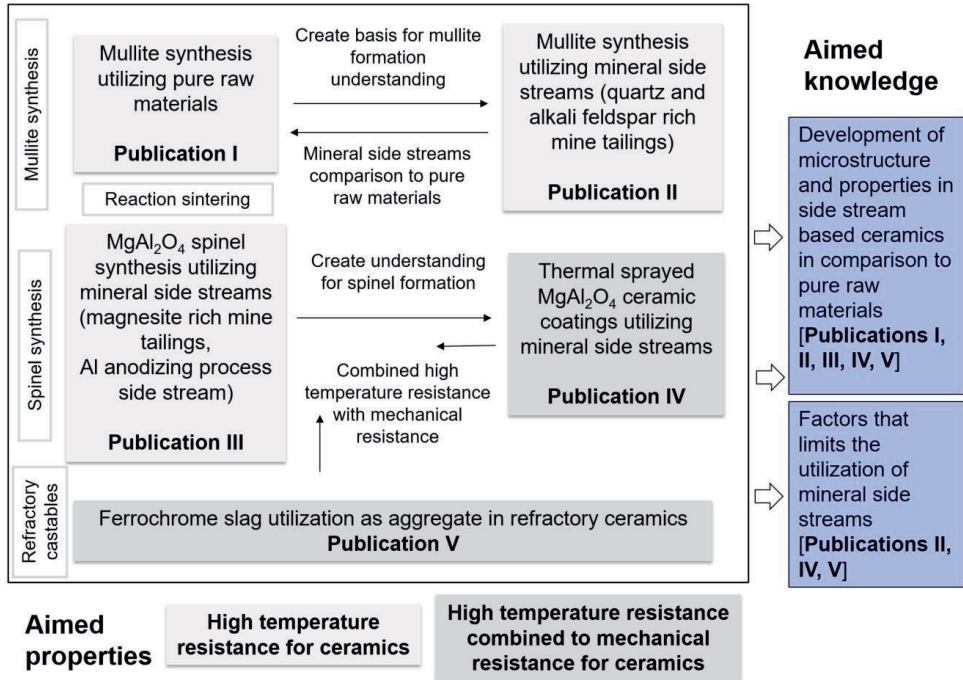 Mullite synthesis
Mullite synthesis
utilizing pure raw
materials
Publication I
Create basis for mullite
formation
understanding
Mineral side streams
comparison to pure
raw materials
Mullite synthesis
utilizing mineral side
streams (quartz and
alkali feldspar rich
mine tailings)
Publication II
Reaction sintering
Spinel synthesis
MgAl₂O₄ spinel
synthesis utilizing
mineral side streams
(magnesite rich mine
tailings,
Al anodizing process
side stream)
Publication III
Create understanding
for spinel formation
Combined high
temperature resistance
with mechanical
resistance
Thermal sprayed
MgAl₂O₄ ceramic
coatings utilizing
mineral side streams
Publication IV
Refractory
castables
Ferrochrome slag utilization as aggregate in refractory ceramics
Publication V
Aimed
knowledge
Development of
microstructure
and properties in
side stream
based ceramics
in comparison to
pure raw
materials
[Publications I,
II, III, IV, V]
Factors that
limits the
utilization of
mineral side
streams
[Publications II,
IV, V]
Aimed
properties
High temperature
resistance for ceramics
High temperature resistance
combined to mechanical
resistance for ceramics